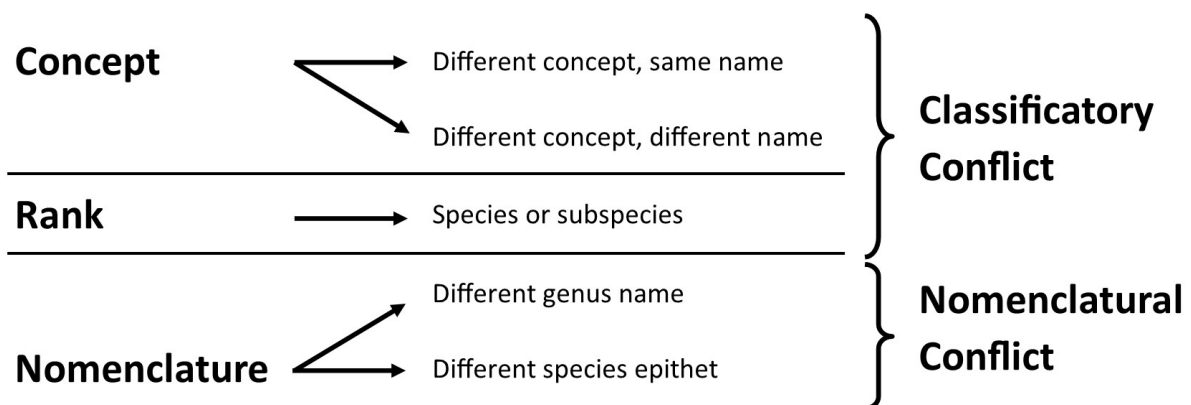 Concept
Different concept, same name
Different concept, different name
Classificatory
Conflict
Rank
Species or subspecies
Nomenclature
Different genus name
Different species epithet
Nomenclatural
Conflict